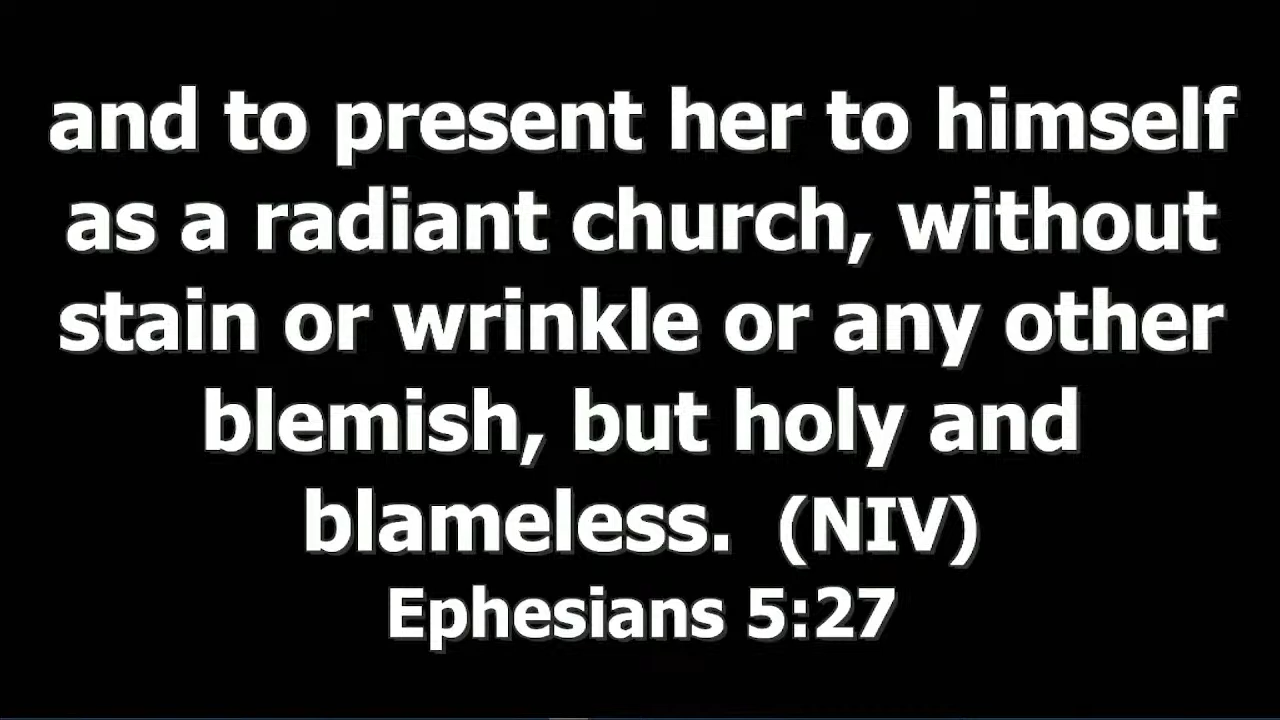 and to present her to himself
as a radiant church, without
stain or wrinkle or any other
blemish, but holy and
blameless.  (NIV)
Ephesians 5:27